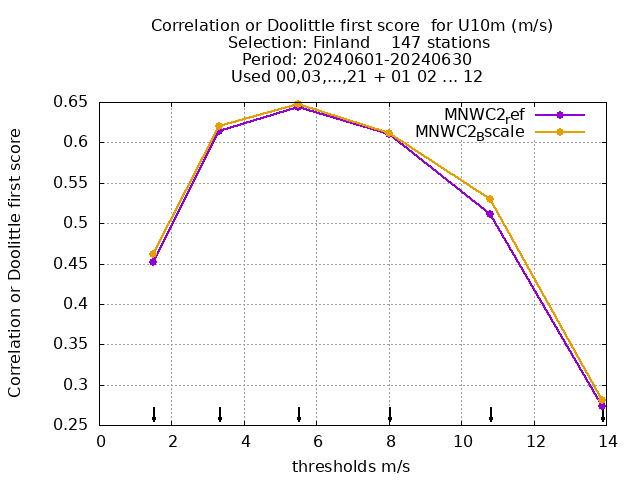 Correlation or Doolittle first score  for U10m (m/s)
Selection: Finland    147 stations
Period: 20240601-20240630
Used 00,03,...,21 + 01 02 ... 12
Correlation or Doolittle first score
0.65
0.6
0.55
0.5
0.45
0.4
0.35
0.3
0.25
MNWC2ref
MNWC2Bscale
0 2 4 6 8 10 12 14
thresholds m/s